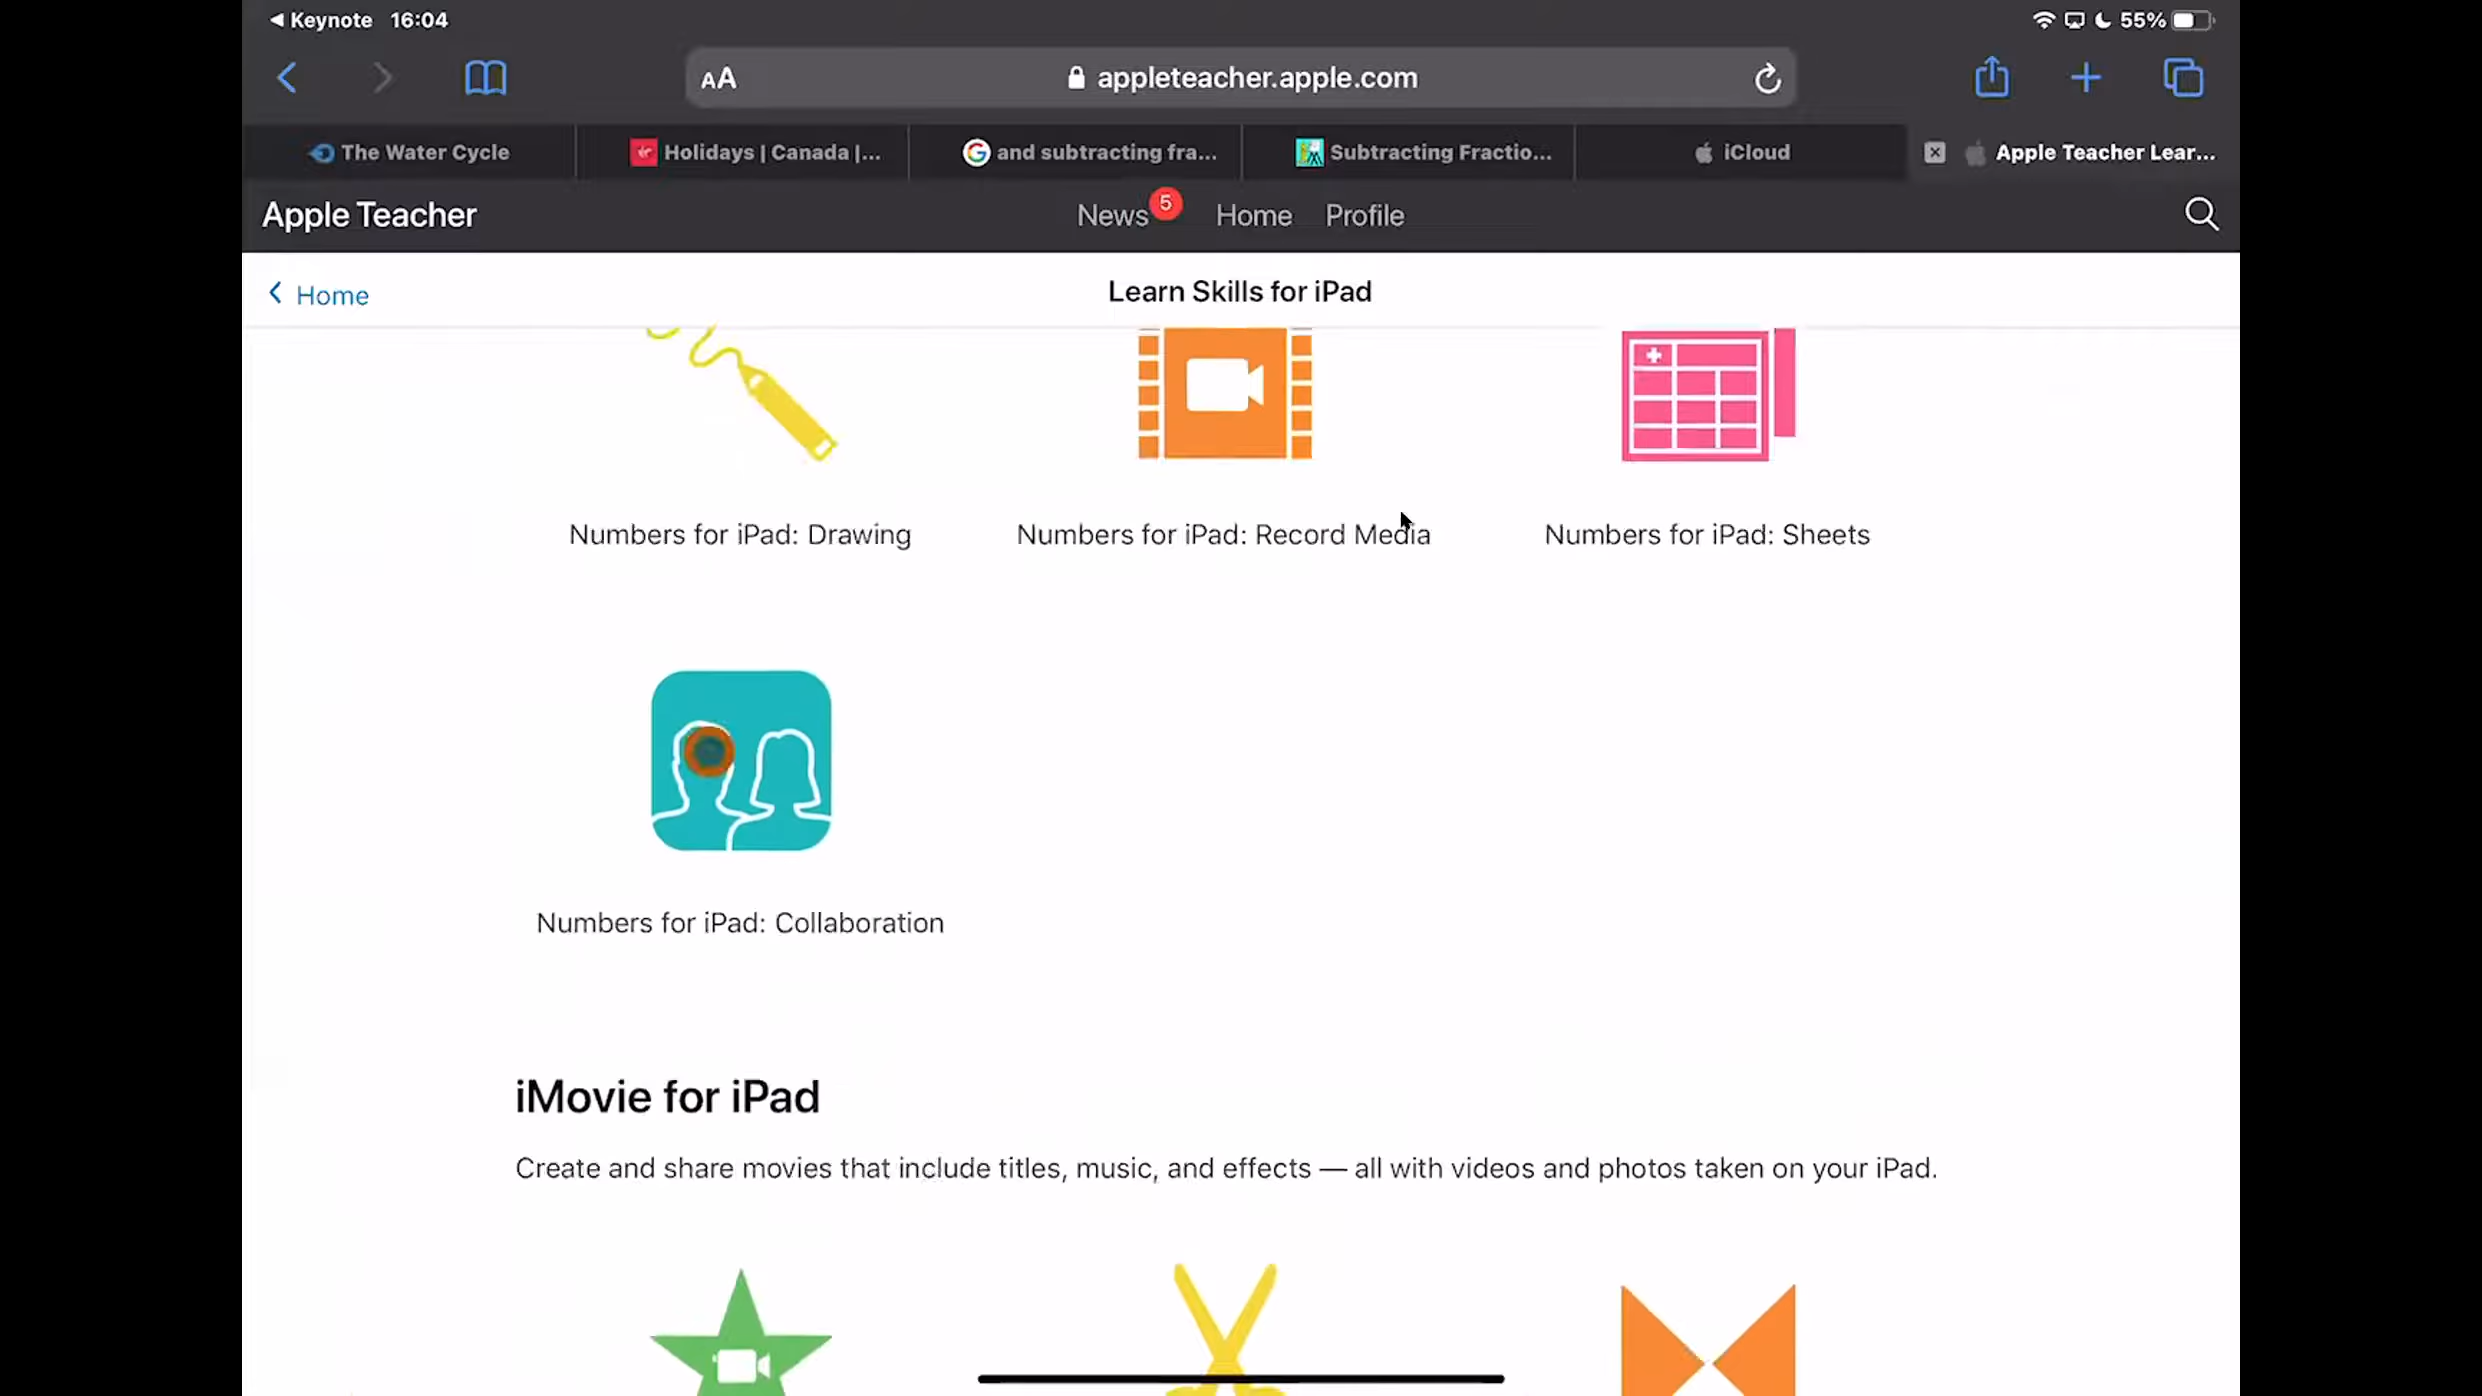 Keynote 16:04
55%
AA
appleteacher.apple.com
The Water Cycle
Holidays | Canada |...
and subtracting fra...
Subtracting Fractio...
iCloud
Apple Teacher Lear...
Apple Teacher
News 5
Home
Profile
Home
Learn Skills for iPad
Numbers for iPad: Drawing
Numbers for iPad: Record Media
Numbers for iPad: Sheets
Numbers for iPad: Collaboration
iMovie for iPad
Create and share movies that include titles, music, and effects — all with videos and photos taken on your iPad.